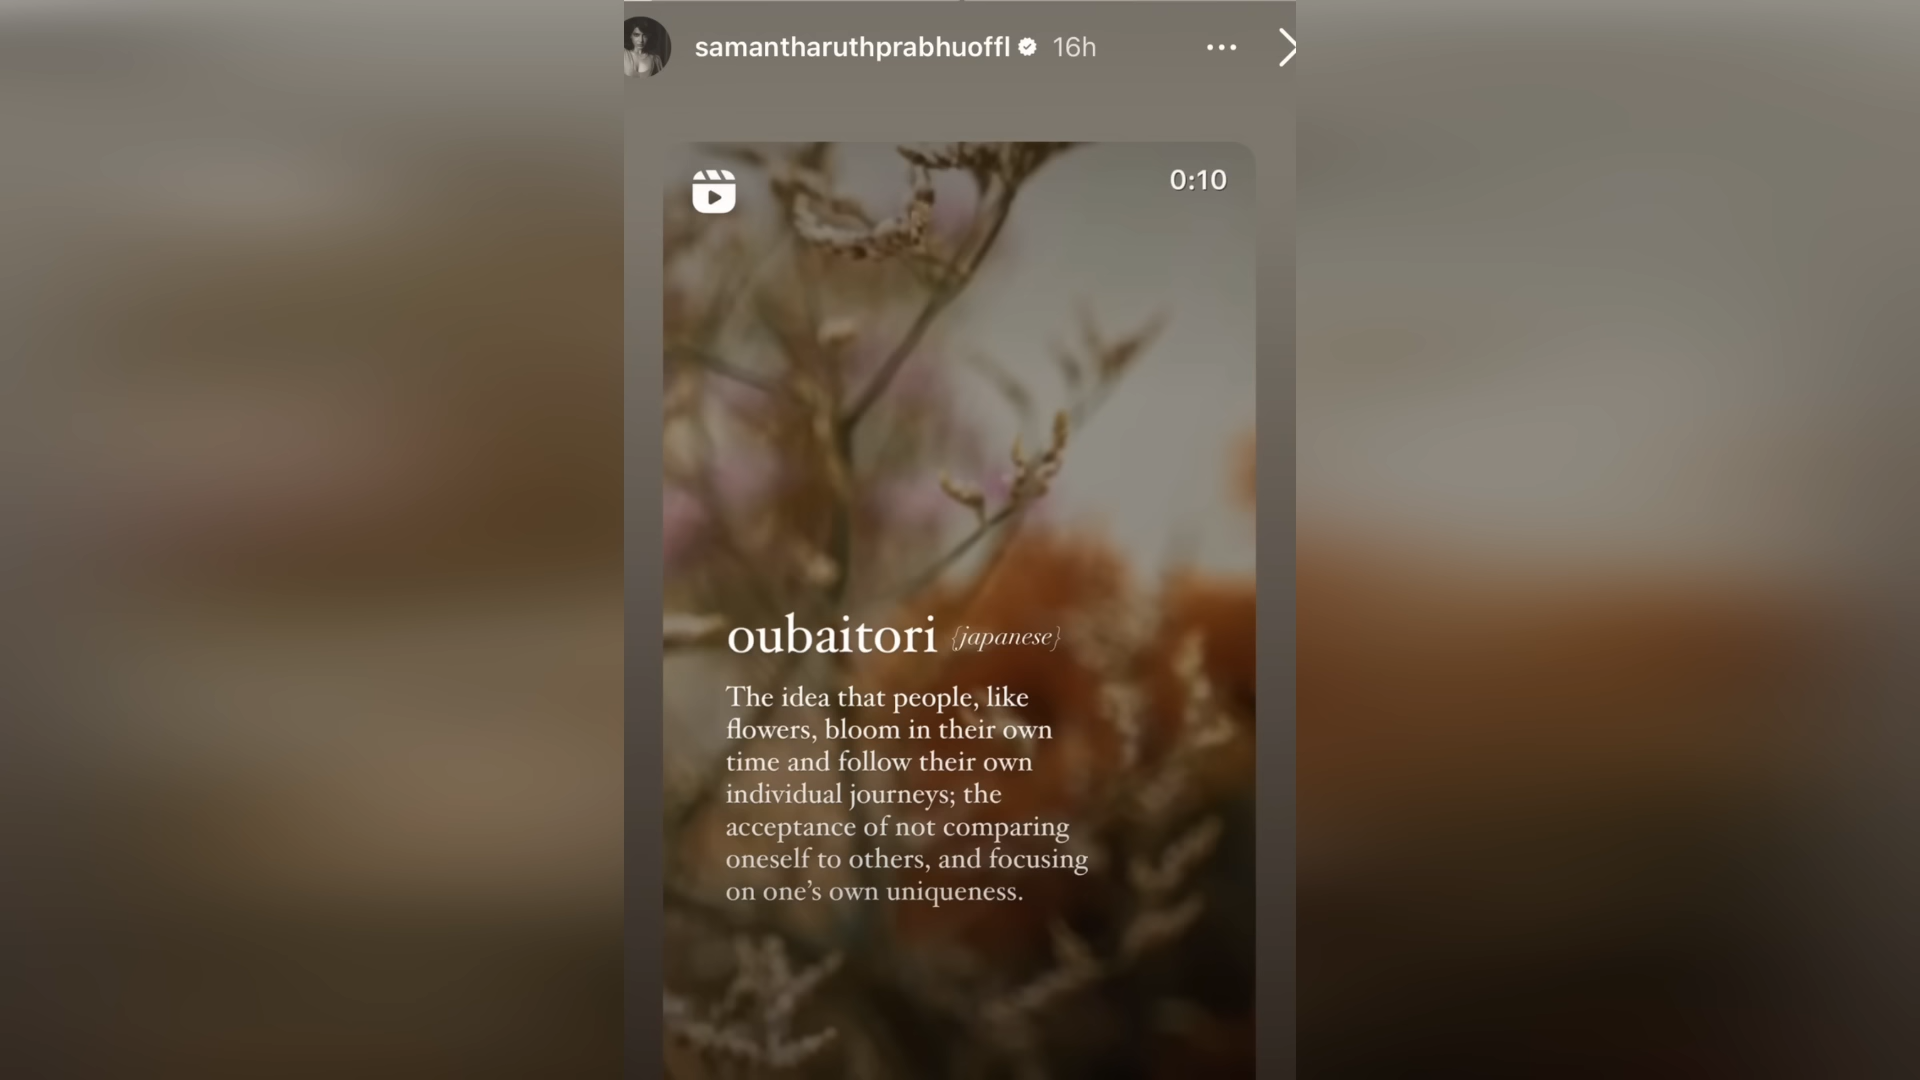 samantharuthprabhuoffl 16h
0:10
oubaitori {japanese}
The idea that people, like
flowers, bloom in their own
time and follow their own
individual journeys; the
acceptance of not comparing
oneself to others, and focusing
on one’s own uniqueness.